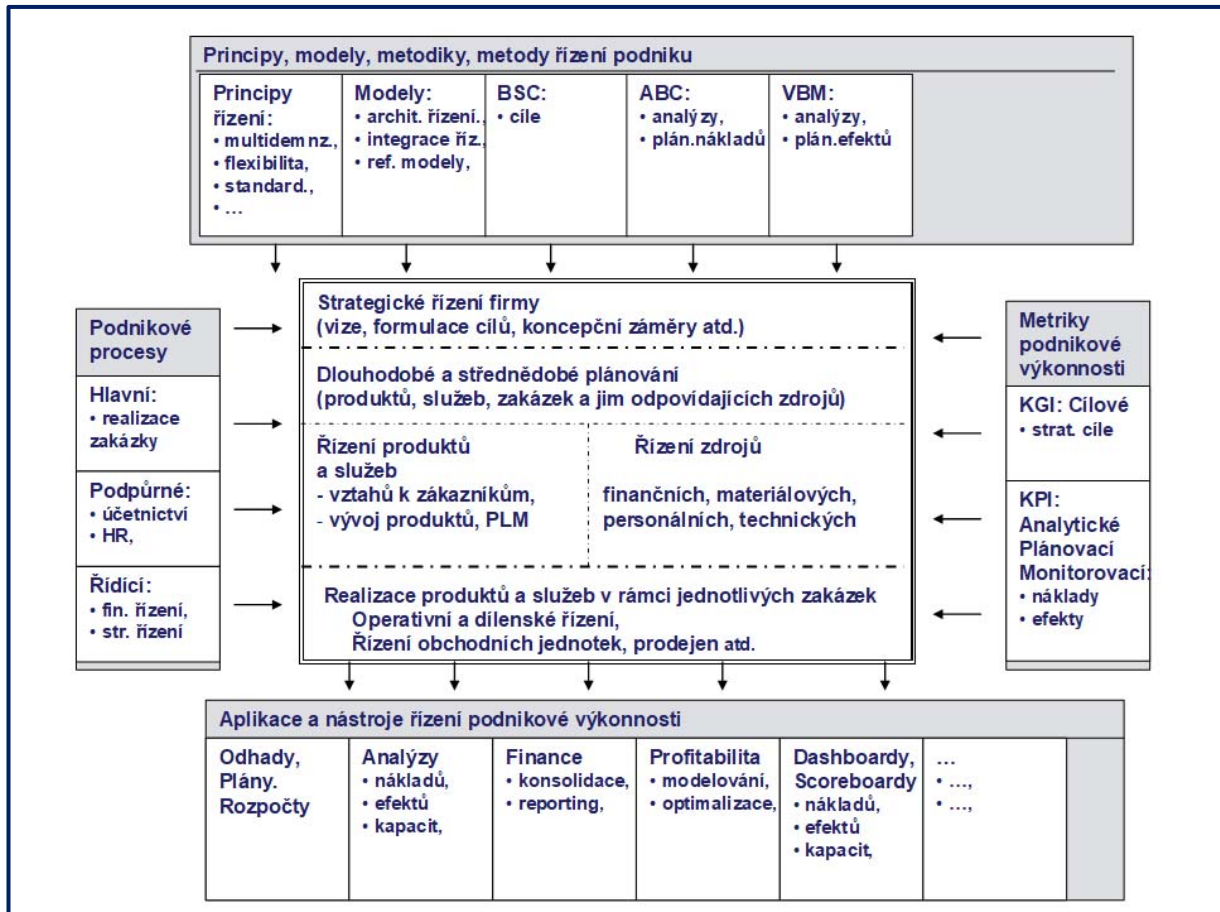 Principy, modely, metodiky, metody řízení podniku
Principy
řízení:
• multidemnz.,
• flexibilita,
• standard.,
• …
Modely:
• archit. řízení.,
• integrace říz.,
• ref. modely,
BSC:
• cíle
ABC:
• analýzy,
• plán.nákladů
VBM:
• analýzy,
• plán.efektů
Podnikové
procesy
Hlavní:
• realizace
zakázky
Podpůrné:
• účetnictví
• HR,
Řídící:
• fin. řízení,
• str. řízení
Strategické řízení firmy
(vize, formulace cílů, koncepční záměry atd.)
Dlouhodobé a střednědobé plánování
(produktů, služeb, zakázek a jim odpovídajících zdrojů)
Řízení produktů
a služeb
- vztahů k zákazníkům,
- vývoj produktů, PLM
Řízení zdrojů
finančních, materiálových,
personálních, technických
Realizace produktů a služeb v rámci jednotlivých zakázek
Operativní a dílenské řízení,
Řízení obchodních jednotek, prodejen atd.
Metriky
podnikové
výkonnosti
KGI: Cílové
• strat. cíle
KPI:
Analytické
Plánovací
Monitorovací:
• náklady
• efekty
Aplikace a nástroje řízení podnikové výkonnosti
Odhady,
Plány.
Rozpočty
Analýzy
• nákladů,
• efektů
• kapacit,
Finance
• konsolidace,
• reporting,
Profitabilita
• modelování,
• optimalizace,
Dashboardy,
Scoreboardy
• nákladů,
• efektů
• kapacit,
…
• …,
• …,